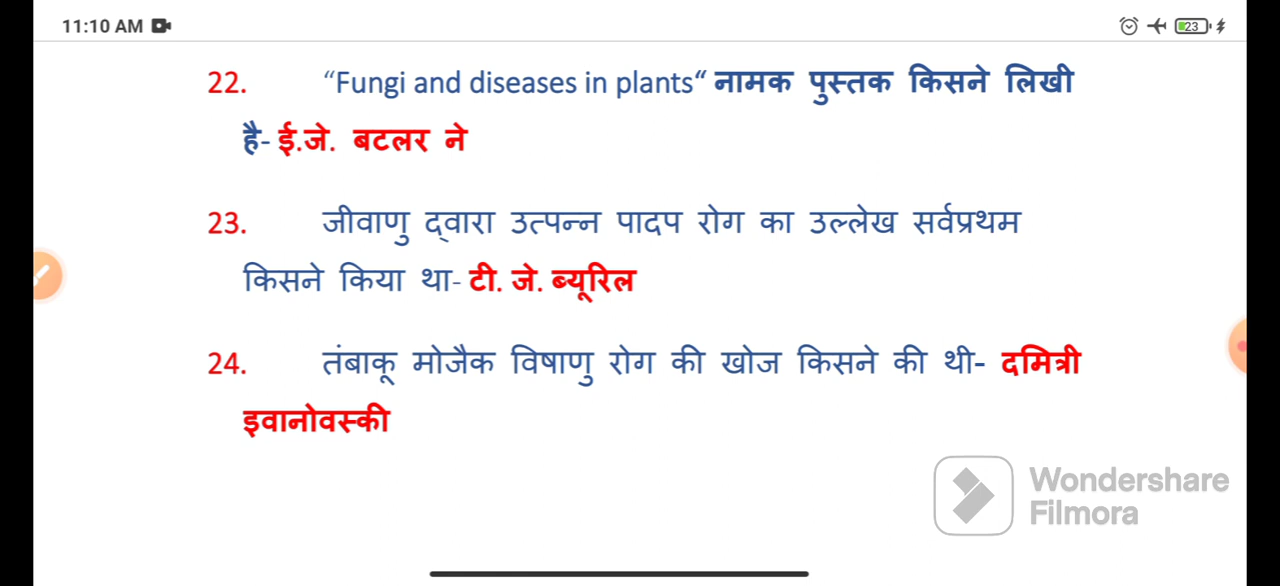 11:10 AM
23
22. “Fungi and diseases in plants“ नामक पुस्तक किसने लिखी
है- ई.जे. बटलर ने
23. जीवाणु द्वारा उत्पन्न पादप रोग का उल्लेख सर्वप्रथम
किसने किया था- टी. जे. ब्यूरिल
24. तंबाकू मोजैक विषाणु रोग की खोज किसने की थी- दमित्री
इवानोवस्की
Wondershare
Filmora